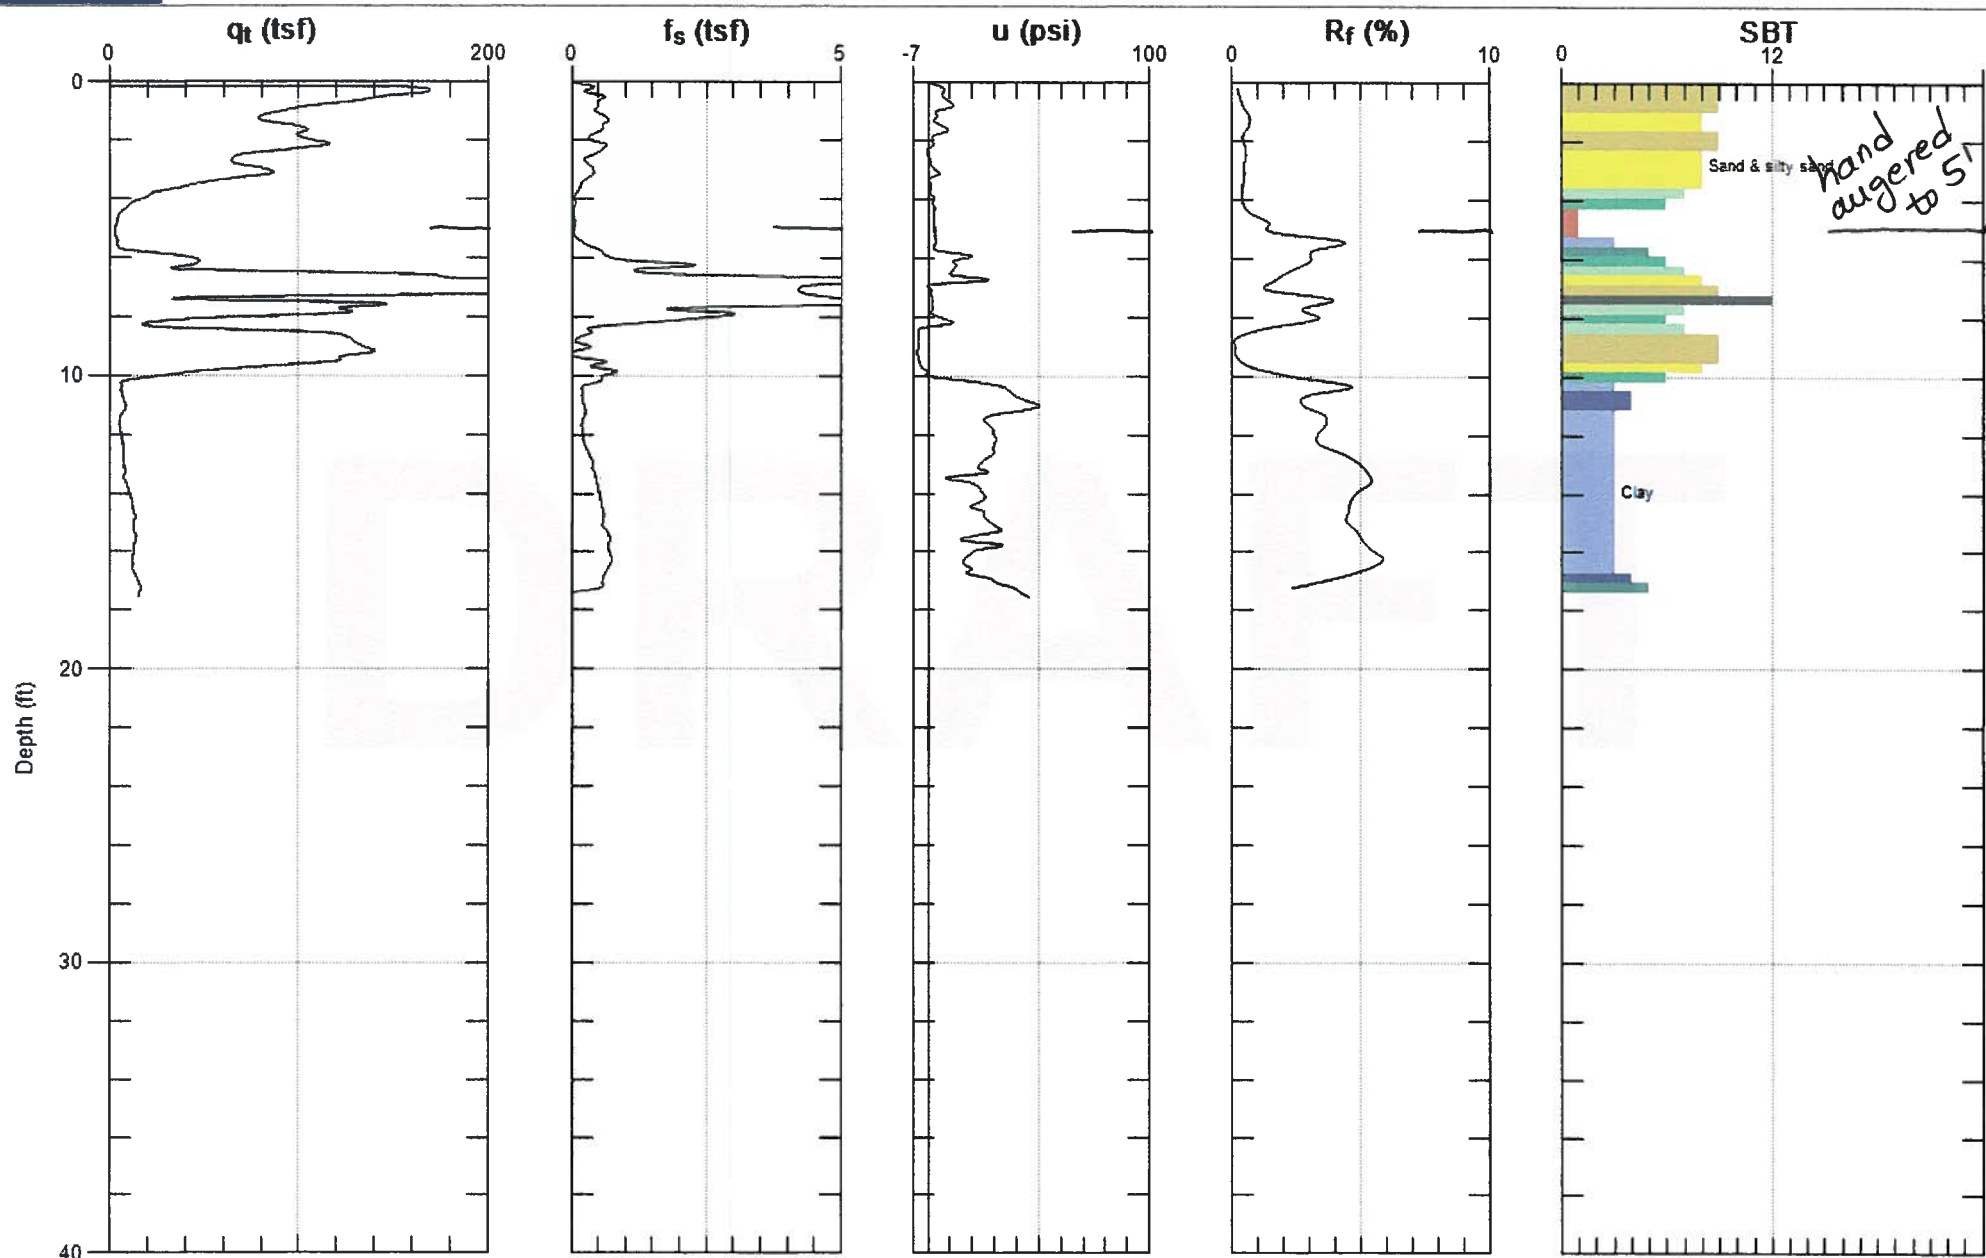 qt (tsf)
fs (tsf)
u (psi)
Rf (%)
SBT
0 200
0 5
-7 100
0 10
0 12
0
10
20
30
40
Depth (ft)
Sand & silty sand
hand
augered
to 5'
Clay
DRAFT